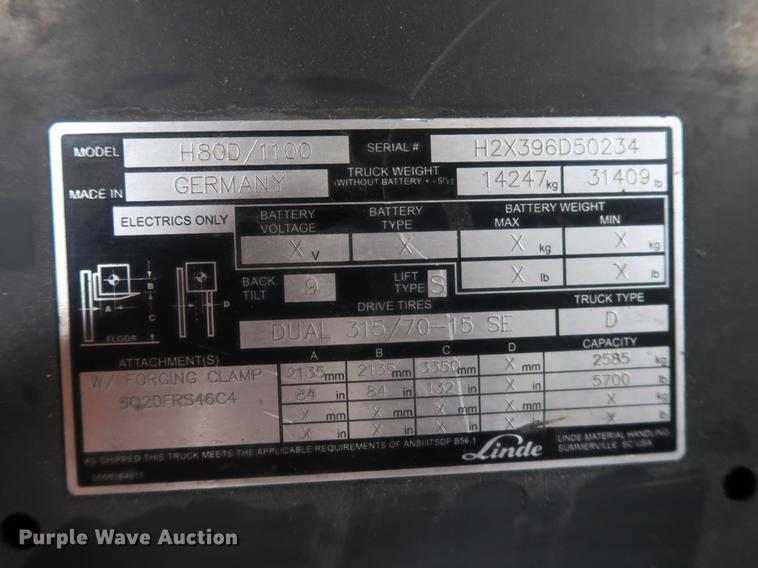 MODEL H80D/1100 SERIAL # H2X396D50234
MADE IN GERMANY TRUCK WEIGHT (WITHOUT BATTERY + - 5%) 14247 kg 31409 lb
ELECTRICS ONLY BATTERY VOLTAGE BATTERY TYPE BATTERY WEIGHT
MAX MIN
X V X X kg X kg
X lb X lb
BACK TILT 9 LIFT TYPE S
DRIVE TIRES TRUCK TYPE
DUAL 315/70-15 SE D
B A C D
FLOOR
ATTACHMENT(S) A B C D CAPACITY
W/ FORGING CLAMP 2135 mm 2135 mm 3350 mm X mm 2585 kg
602DFRS46C4 84 in 84 in 132 in X in 5700 lb
X mm X mm X mm X mm
X in X in X in X in
AS SHIPPED THIS TRUCK MEETS THE APPLICABLE REQUIREMENTS OF ANSI/ITSDF B56.1
Linde
LINDE MATERIAL HANDLING
SUMMERVILLE SC USA
Purple Wave Auction